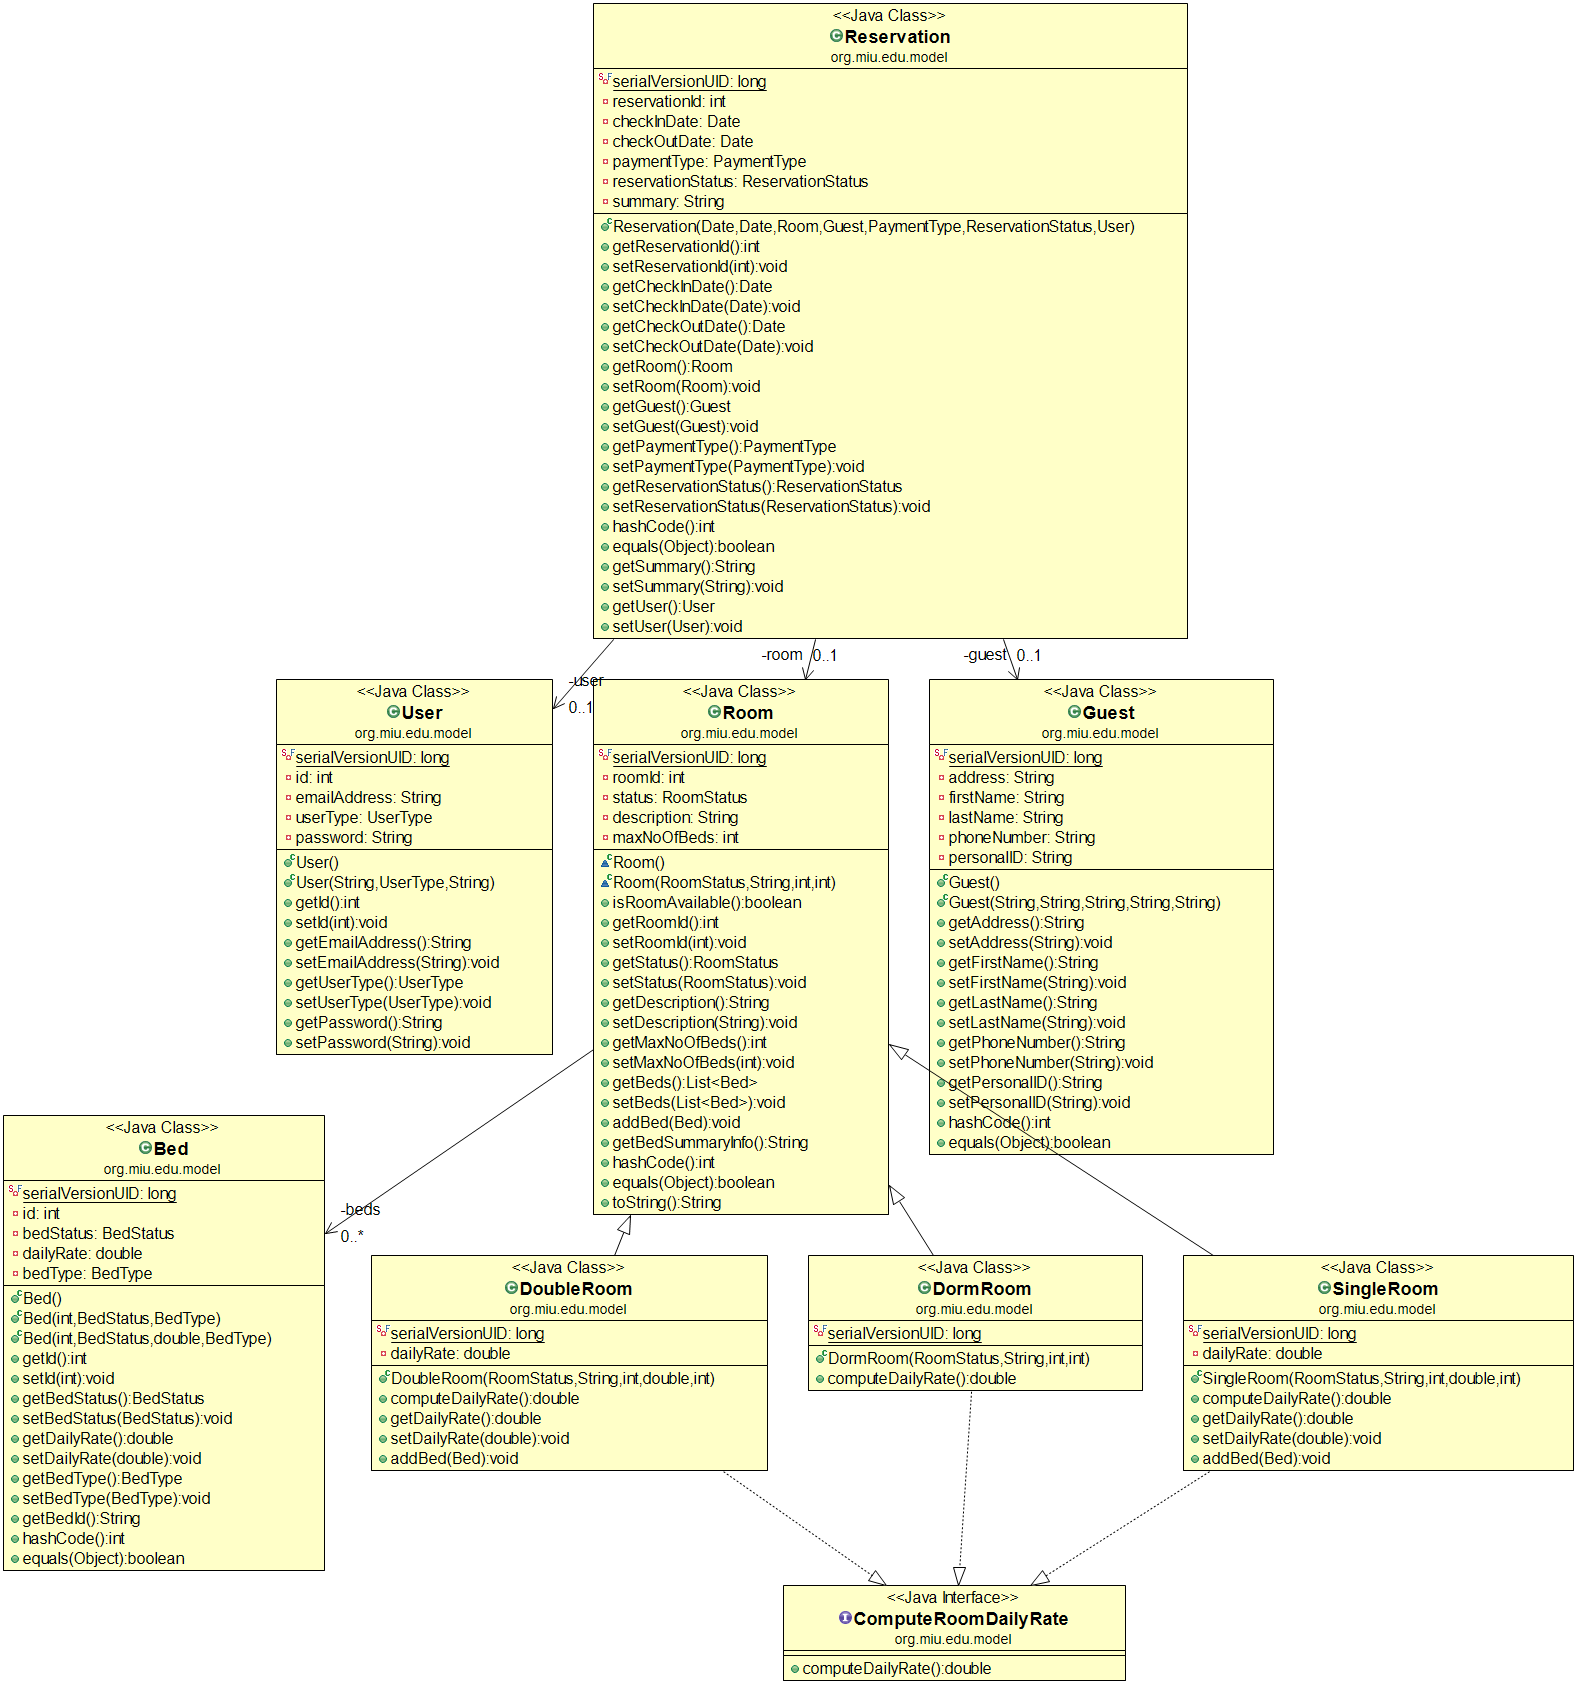 <<Java Class>>
Reservation
org.miu.edu.model
serialVersionUID: long
reservationId: int
checkInDate: Date
checkOutDate: Date
paymentType: PaymentType
reservationStatus: ReservationStatus
summary: String
Reservation(Date,Date,Room,Guest,PaymentType,ReservationStatus,User)
getReservationId():int
setReservationId(int):void
getCheckInDate():Date
setCheckInDate(Date):void
getCheckOutDate():Date
setCheckOutDate(Date):void
getRoom():Room
setRoom(Room):void
getGuest():Guest
setGuest(Guest):void
getPaymentType():PaymentType
setPaymentType(PaymentType):void
getReservationStatus():ReservationStatus
setReservationStatus(ReservationStatus):void
hashCode():int
equals(Object):boolean
getSummary():String
setSummary(String):void
getUser():User
setUser(User):void
-user
0..1
-room 0..1
-guest 0..1
<<Java Class>>
User
org.miu.edu.model
serialVersionUID: long
id: int
emailAddress: String
userType: UserType
password: String
User()
User(String,UserType,String)
getId():int
setId(int):void
getEmailAddress():String
setEmailAddress(String):void
getUserType():UserType
setUserType(UserType):void
getPassword():String
setPassword(String):void
<<Java Class>>
Room
org.miu.edu.model
serialVersionUID: long
roomId: int
status: RoomStatus
description: String
maxNoOfBeds: int
Room()
Room(RoomStatus,String,int,int)
isRoomAvailable():boolean
getRoomId():int
setRoomId(int):void
getStatus():RoomStatus
setStatus(RoomStatus):void
getDescription():String
setDescription(String):void
getMaxNoOfBeds():int
setMaxNoOfBeds(int):void
getBeds():List<Bed>
setBeds(List<Bed>):void
addBed(Bed):void
getBedSummaryInfo():String
hashCode():int
equals(Object):boolean
toString():String
<<Java Class>>
Guest
org.miu.edu.model
serialVersionUID: long
address: String
firstName: String
lastName: String
phoneNumber: String
personalID: String
Guest()
Guest(String,String,String,String,String)
getAddress():String
setAddress(String):void
getFirstName():String
setFirstName(String):void
getLastName():String
setLastName(String):void
getPhoneNumber():String
setPhoneNumber(String):void
getPersonalID():String
setPersonalID(String):void
hashCode():int
equals(Object):boolean
<<Java Class>>
Bed
org.miu.edu.model
serialVersionUID: long
id: int
bedStatus: BedStatus
dailyRate: double
bedType: BedType
Bed()
Bed(int,BedStatus,BedType)
Bed(int,BedStatus,double,BedType)
getId():int
setId(int):void
getBedStatus():BedStatus
setBedStatus(BedStatus):void
getDailyRate():double
setDailyRate(double):void
getBedType():BedType
setBedType(BedType):void
getBedId():String
hashCode():int
equals(Object):boolean
-beds
0..*
<<Java Class>>
DoubleRoom
org.miu.edu.model
serialVersionUID: long
dailyRate: double
DoubleRoom(RoomStatus,String,int,double,int)
computeDailyRate():double
getDailyRate():double
setDailyRate(double):void
addBed(Bed):void
<<Java Class>>
DormRoom
org.miu.edu.model
serialVersionUID: long
DormRoom(RoomStatus,String,int,int)
computeDailyRate():double
<<Java Class>>
SingleRoom
org.miu.edu.model
serialVersionUID: long
dailyRate: double
SingleRoom(RoomStatus,String,int,double,int)
computeDailyRate():double
getDailyRate():double
setDailyRate(double):void
addBed(Bed):void
<<Java Interface>>
ComputeRoomDailyRate
org.miu.edu.model
computeDailyRate():double